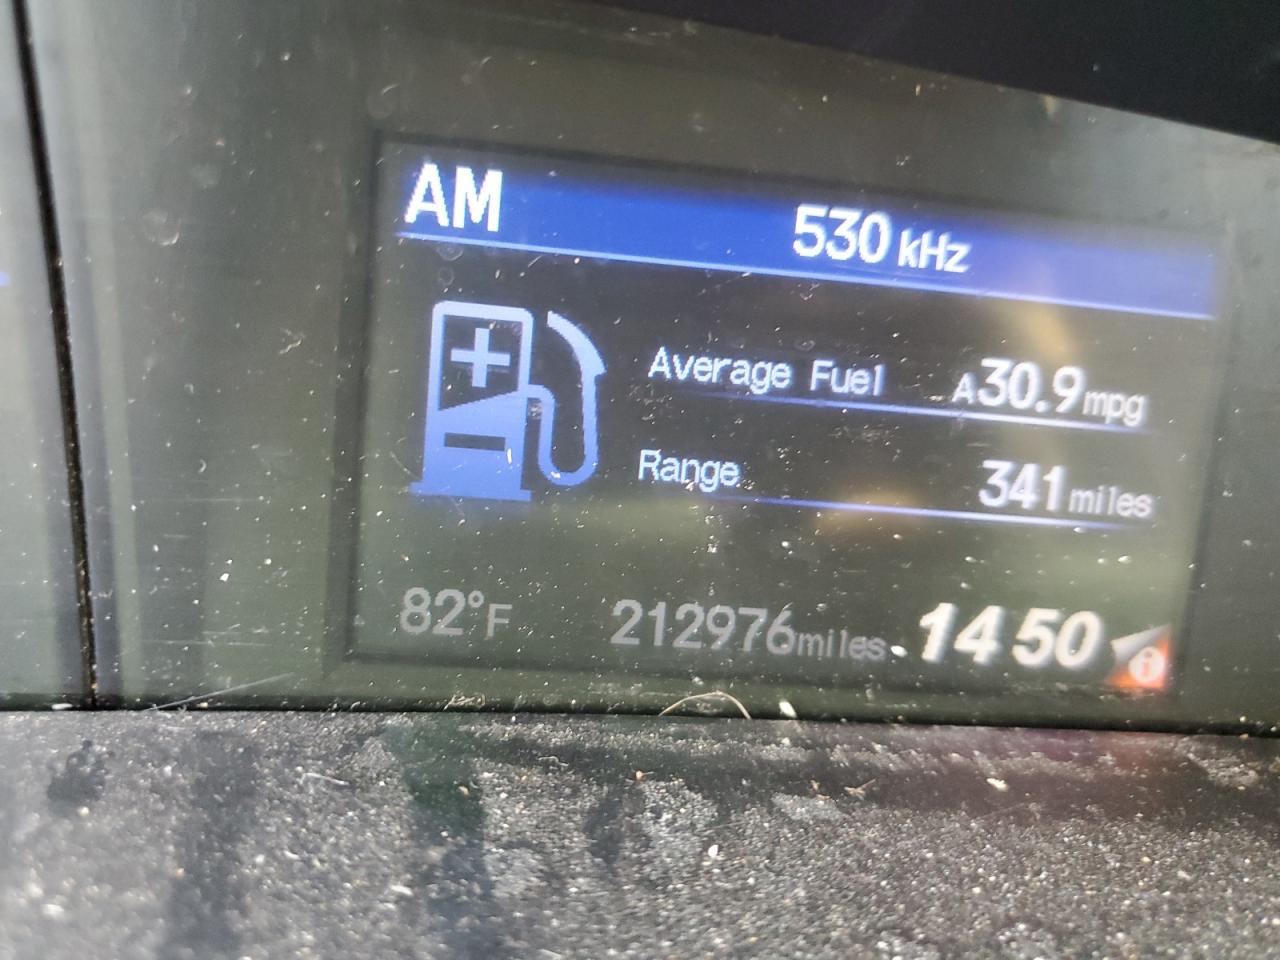 AM 530 kHz
Average Fuel A30.9mpg
Range 341 miles
82°F 212976miles 14 50 i